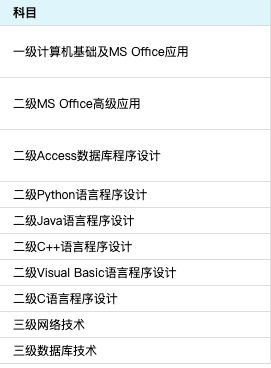 科目
一级计算机基础及MS Office应用
二级MS Office高级应用
二级Access数据库程序设计
二级Python语言程序设计
二级Java语言程序设计
二级C++语言程序设计
二级Visual Basic语言程序设计
二级C语言程序设计
三级网络技术
三级数据库技术